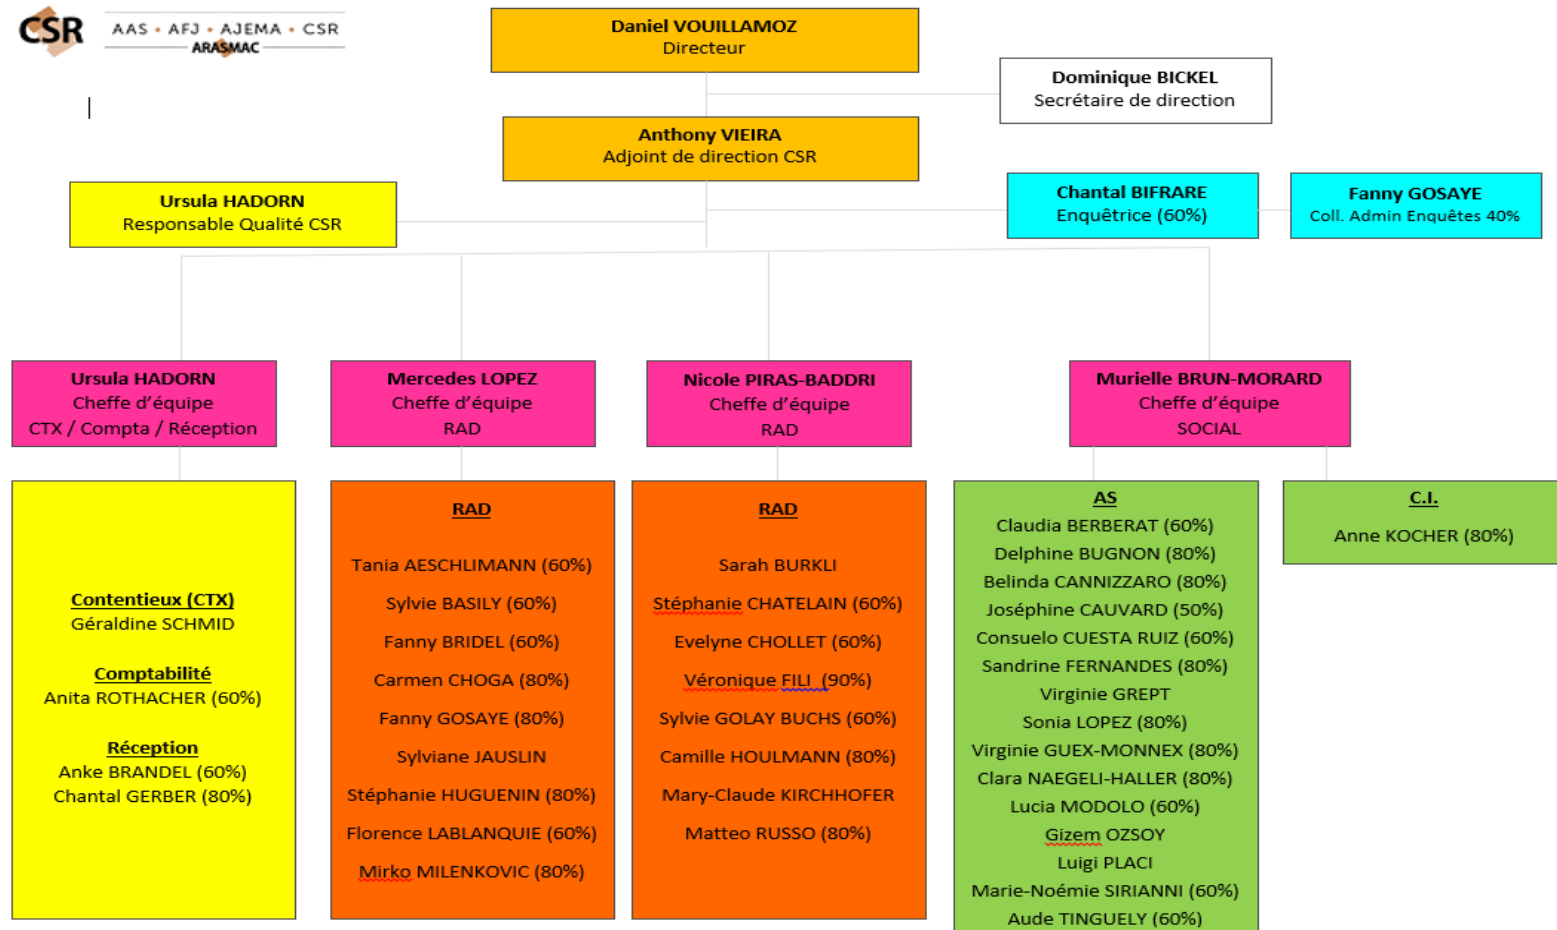 CSR
AAS • AFJ • AJEMA • CSR
ARASMAC
Daniel VOUILLAMOZ
Directeur
Dominique BICKEL
Secrétaire de direction
Anthony VIEIRA
Adjoint de direction CSR
Ursula HADORN
Responsable Qualité CSR
Chantal BIFRARE
Enquêtrice (60%)
Fanny GOSAYE
Coll. Admin Enquêtes 40%
Ursula HADORN
Cheffe d'équipe
CTX / Compta / Réception
Mercedes LOPEZ
Cheffe d'équipe
RAD
Nicole PIRAS-BADDRI
Cheffe d'équipe
RAD
Murielle BRUN-MORARD
Cheffe d'équipe
SOCIAL
Contentieux (CTX)
Géraldine SCHMID
Comptabilité
Anita ROTHACHER (60%)
Réception
Anke BRANDEL (60%)
Chantal GERBER (80%)
RAD
Tania AESCHLIMANN (60%)
Sylvie BASILY (60%)
Fanny BRIDEL (60%)
Carmen CHOGA (80%)
Fanny GOSAYE (80%)
Sylviane JAUSLIN
Stéphanie HUGUENIN (80%)
Florence LABLANQUIE (60%)
Mirko MILENKOVIC (80%)
RAD
Sarah BURKLI
Stéphanie CHATELAIN (60%)
Evelyne CHOLLET (60%)
Véronique FILI (90%)
Sylvie GOLAY BUCHS (60%)
Camille HOULMANN (80%)
Mary-Claude KIRCHHOFER
Matteo RUSSO (80%)
AS
Claudia BERBERAT (60%)
Delphine BUGNON (80%)
Belinda CANNIZZARO (80%)
Joséphine CAUVARD (50%)
Consuelo CUESTA RUIZ (60%)
Sandrine FERNANDES (80%)
Virginie GREPT
Sonia LOPEZ (80%)
Virginie GUEX-MONNEX (80%)
Clara NAEGELI-HALLER (80%)
Lucia MODOLO (60%)
Gizem OZSOY
Luigi PLACI
Marie-Noémie SIRIANNI (60%)
Aude TINGUELY (60%)
C.I.
Anne KOCHER (80%)